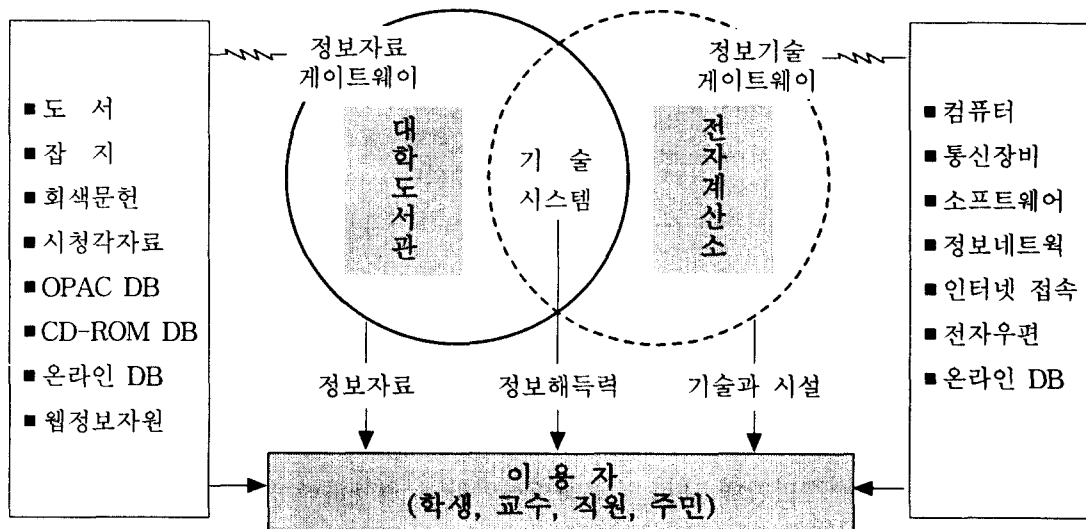 ■ 도 서
■ 잡 지
■ 회색문헌
■ 시청각자료
■ OPAC DB
■ CD-ROM DB
■ 온라인 DB
■ 웹정보자원
정보자료
게이트웨이
대학도서관
기 술
시스템
정보기술
게이트웨이
전자계산소
■ 컴퓨터
■ 통신장비
■ 소프트웨어
■ 정보네트웍
■ 인터넷 접속
■ 전자우편
■ 온라인 DB
정보자료
정보해득력
기술과 시설
이 용 자
(학생, 교수, 직원, 주민)